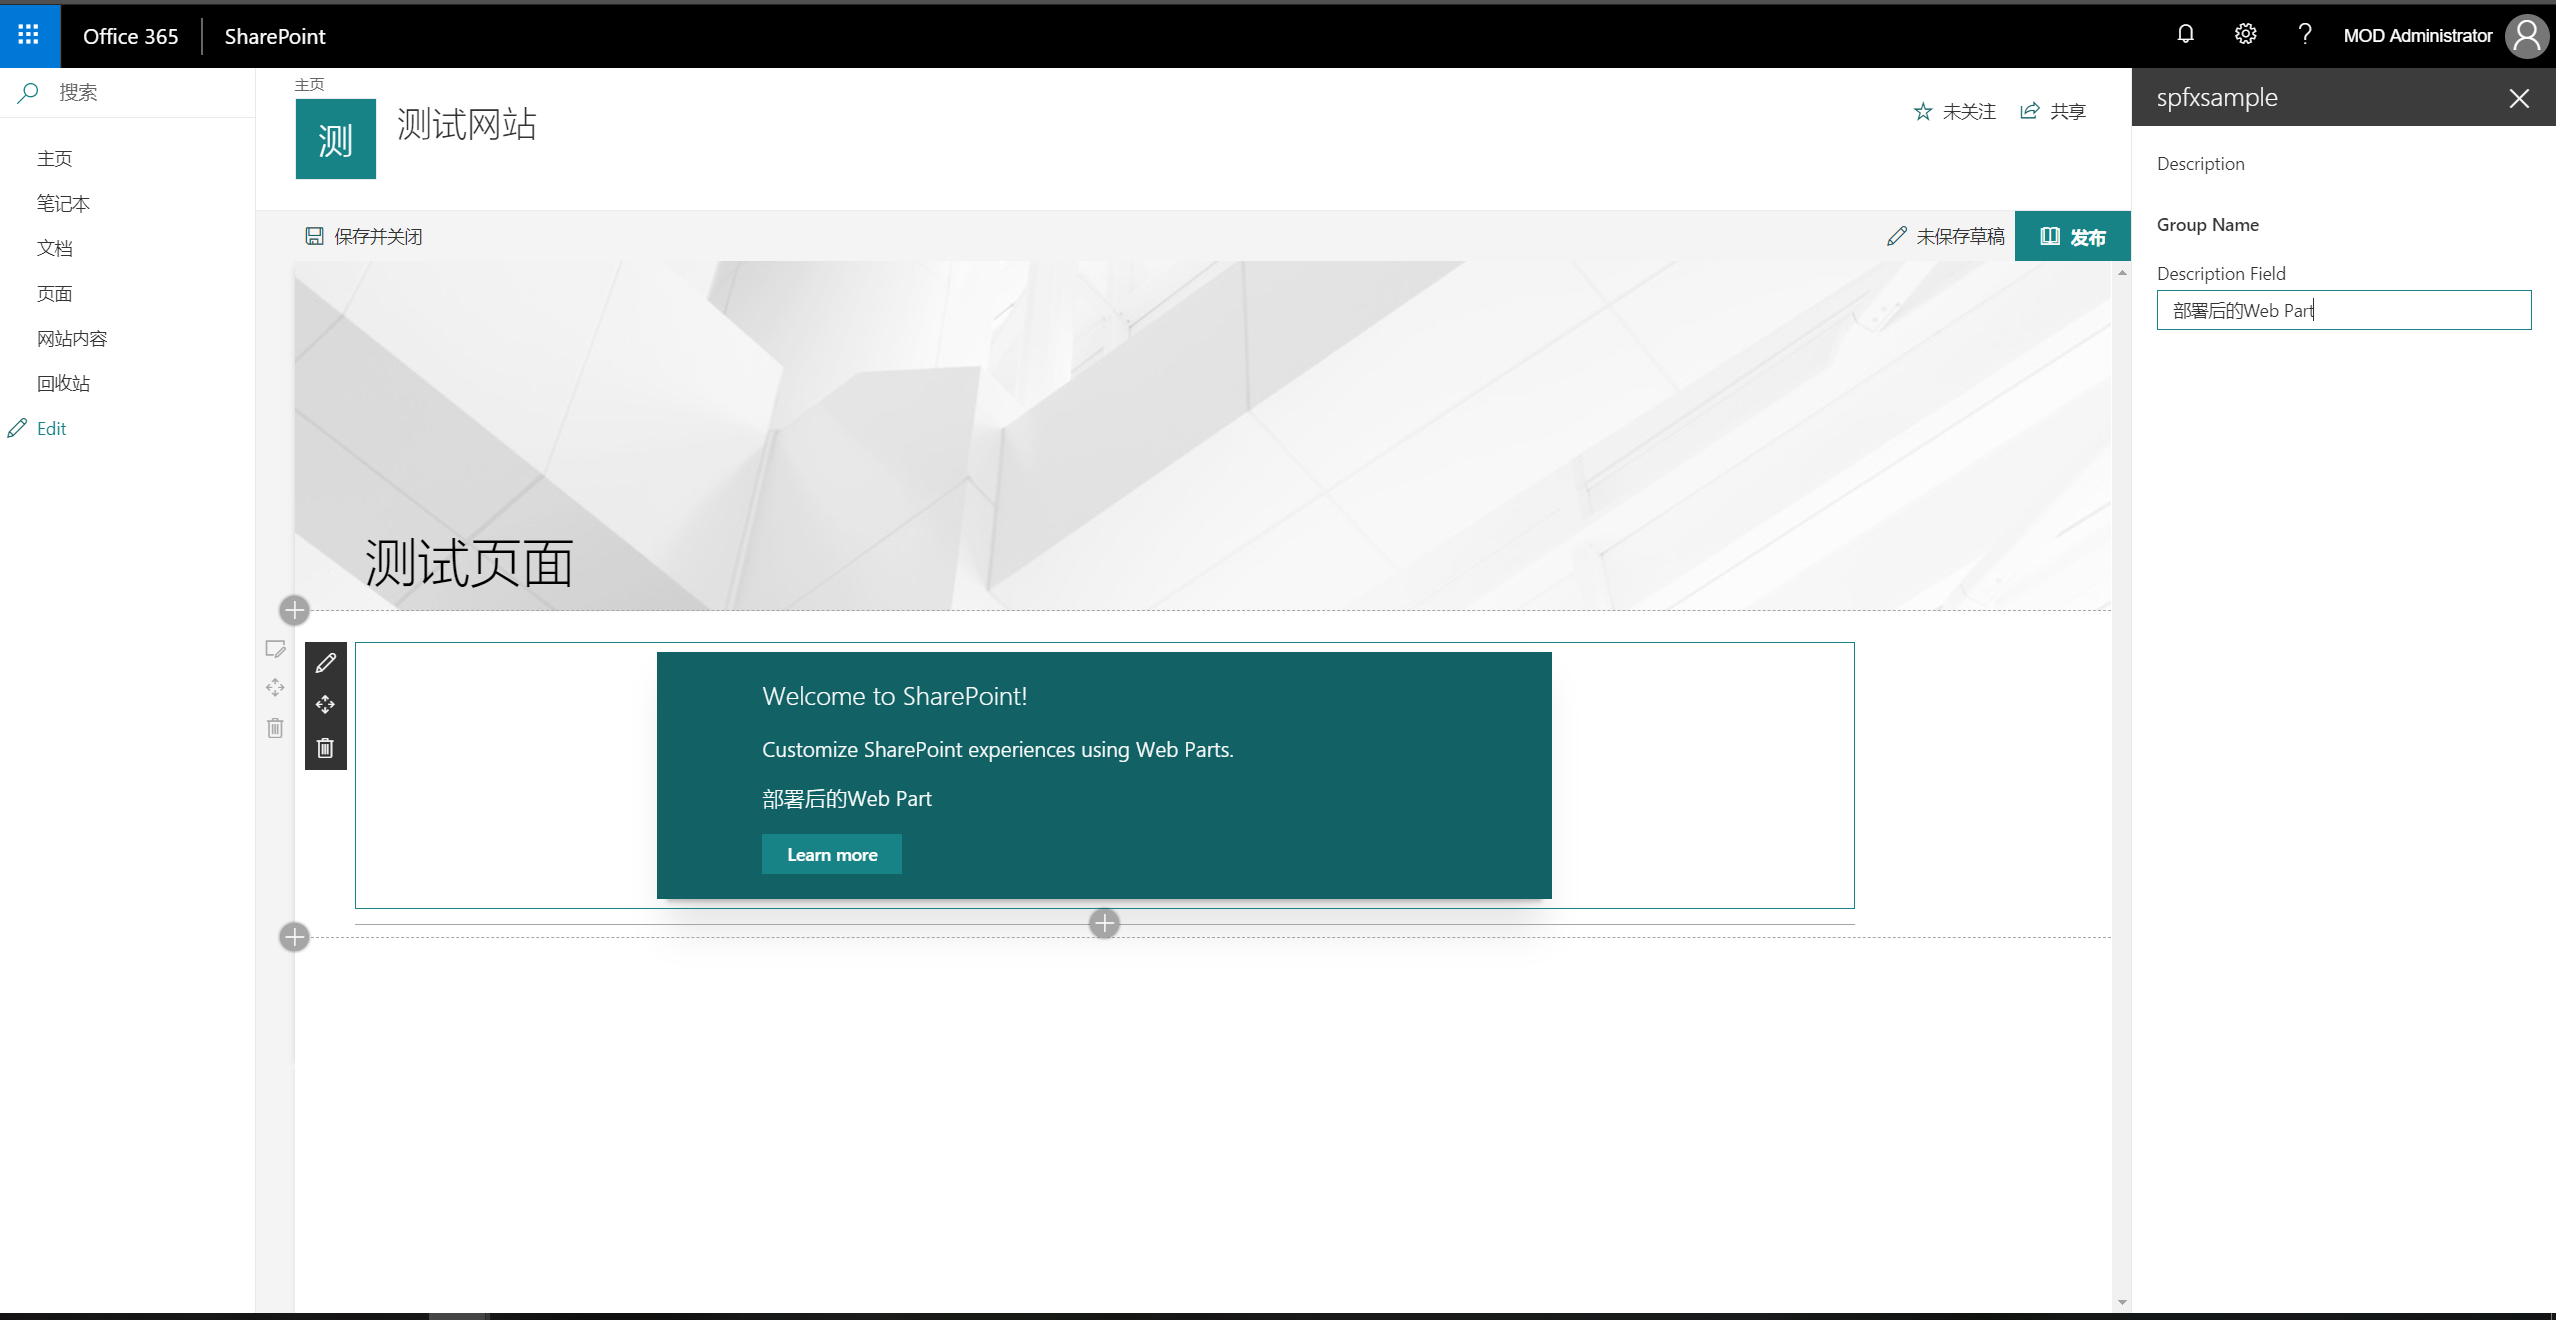 Office 365 SharePoint MOD Administrator
搜索
主页
笔记本
文档
页面
网站内容
回收站
Edit
主页
测
测试网站
未关注 共享
保存并关闭 未保存草稿 发布
测试页面
Welcome to SharePoint!
Customize SharePoint experiences using Web Parts.
部署后的Web Part
Learn more
spfxsample
Description
Group Name
Description Field
部署后的Web Part